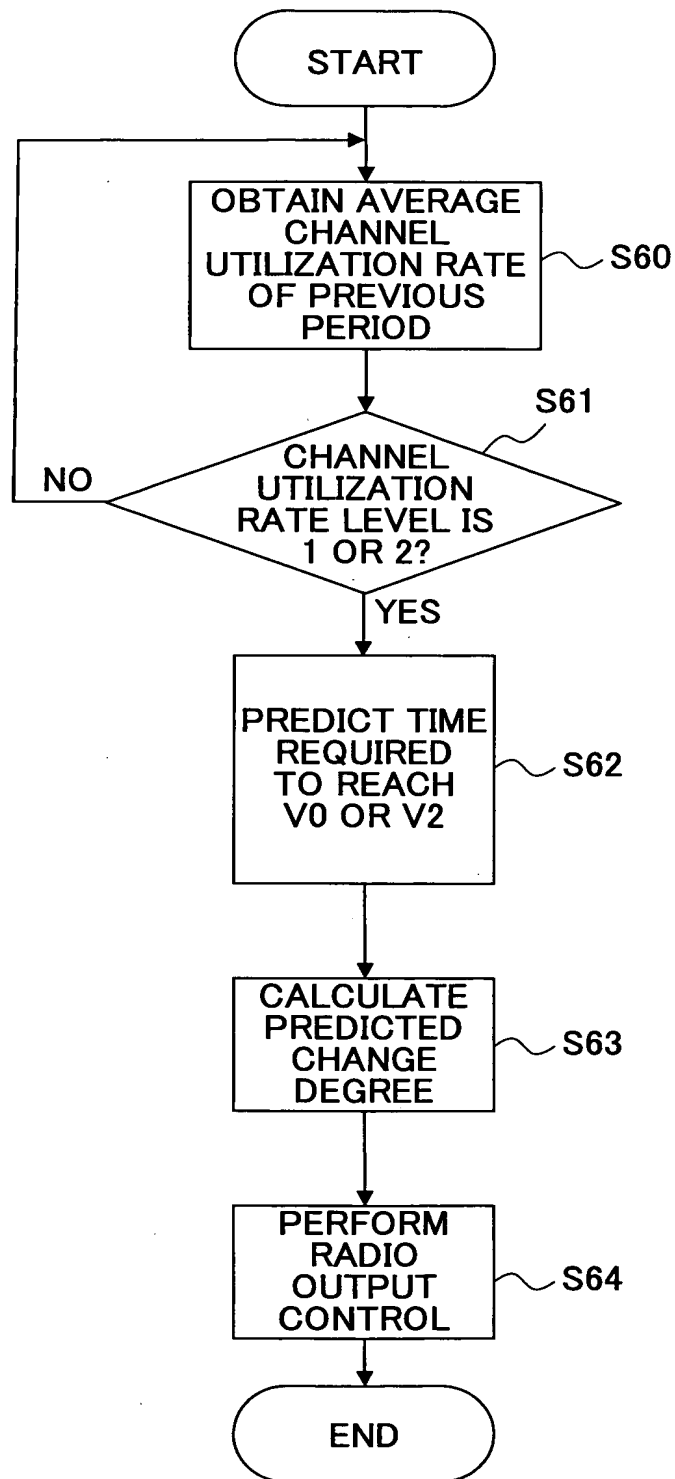 START
OBTAIN AVERAGE
CHANNEL
UTILIZATION RATE
OF PREVIOUS
PERIOD
S60
S61
CHANNEL
UTILIZATION
RATE LEVEL IS
1 OR 2?
NO
YES
PREDICT TIME
REQUIRED
TO REACH
V0 OR V2
S62
CALCULATE
PREDICTED
CHANGE
DEGREE
S63
PERFORM
RADIO
OUTPUT
CONTROL
S64
END